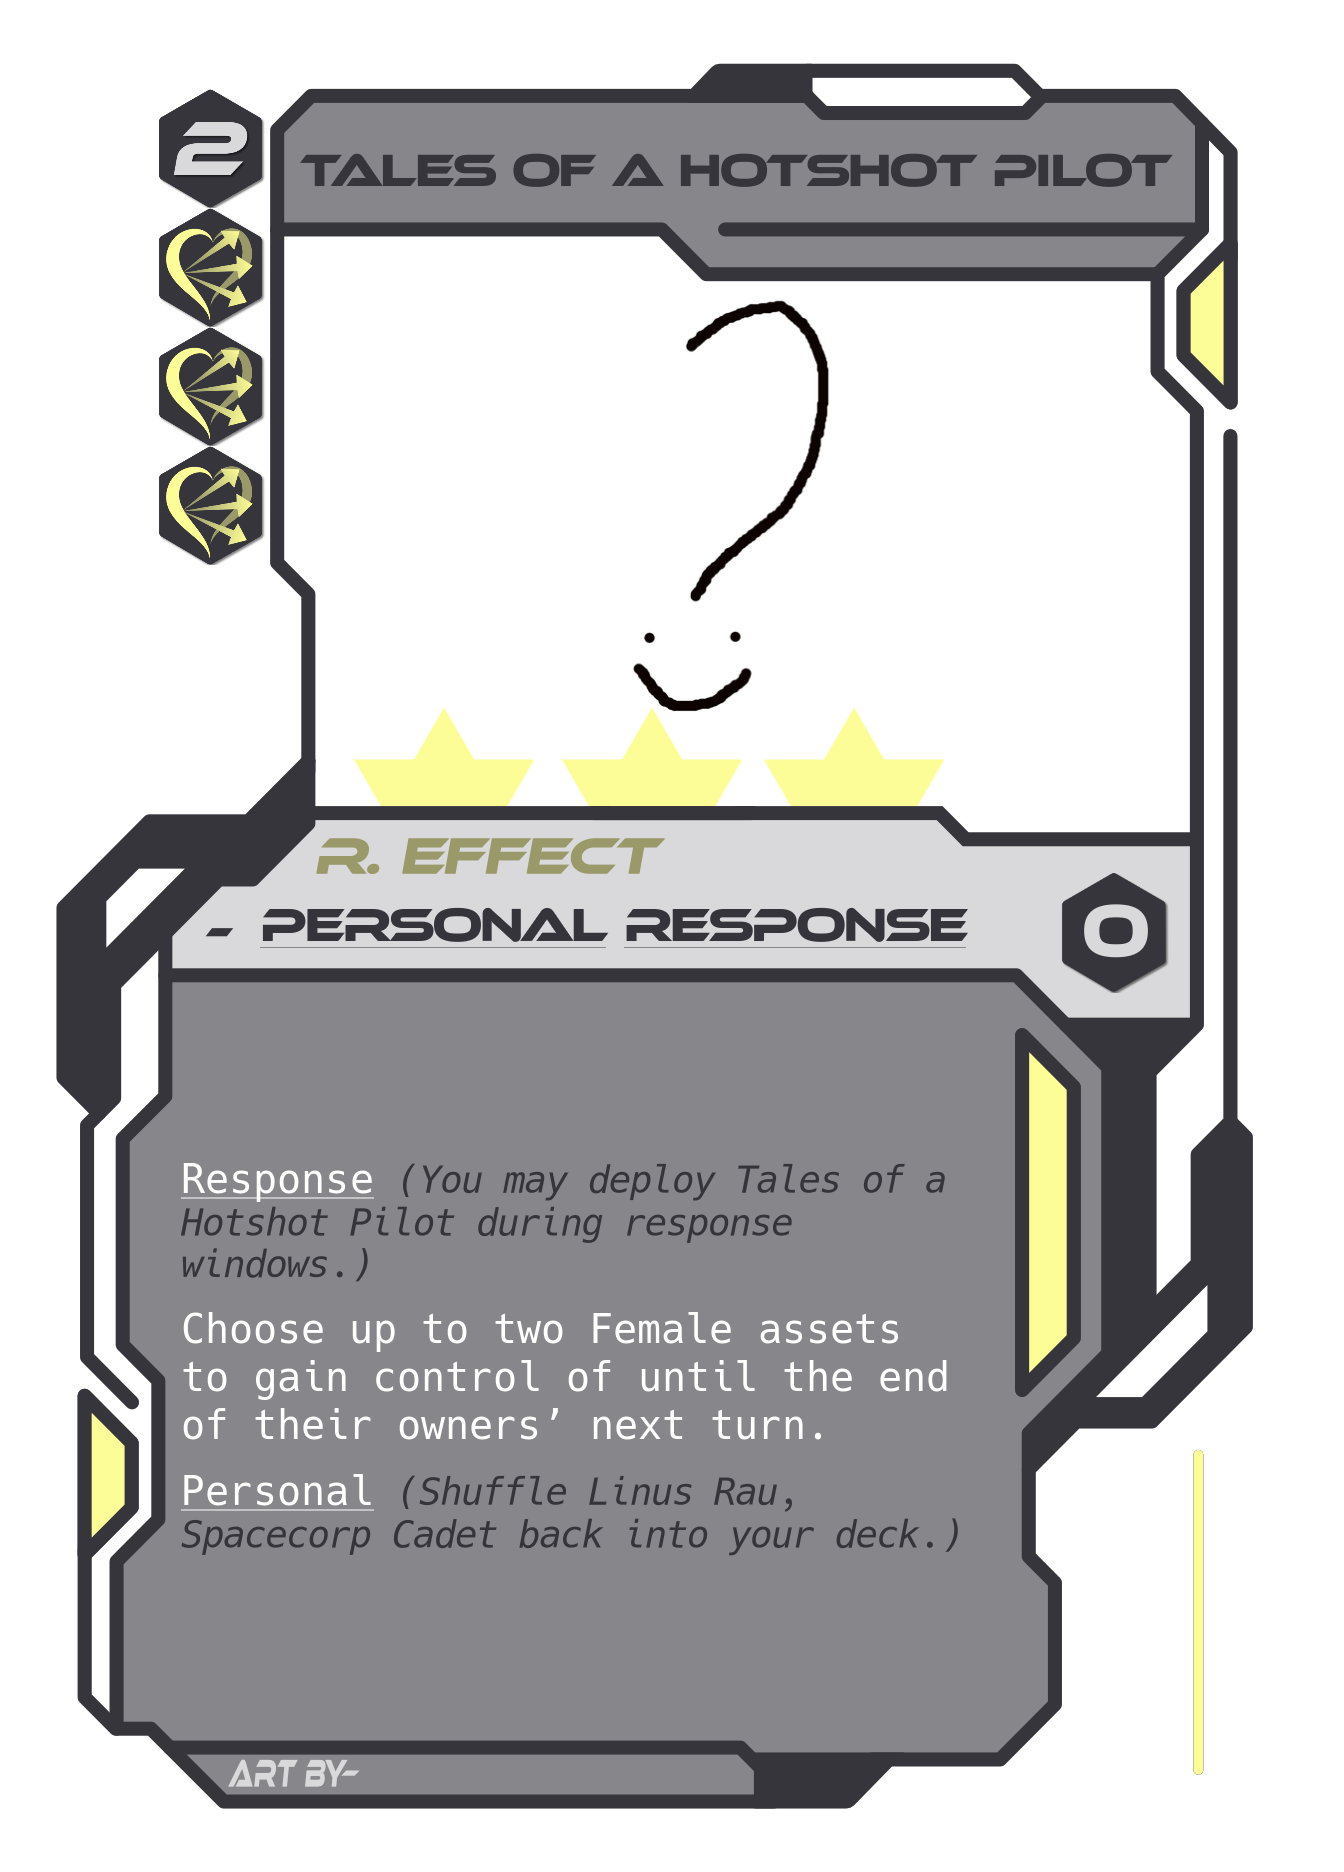 2
TALES OF A HOTSHOT PILOT
R. EFFECT
- PERSONAL RESPONSE
0
Response (You may deploy Tales of a
Hotshot Pilot during response
windows.)
Choose up to two Female assets
to gain control of until the end
of their owners’ next turn.
Personal (Shuffle Linus Rau,
Spacecorp Cadet back into your deck.)
ART BY-